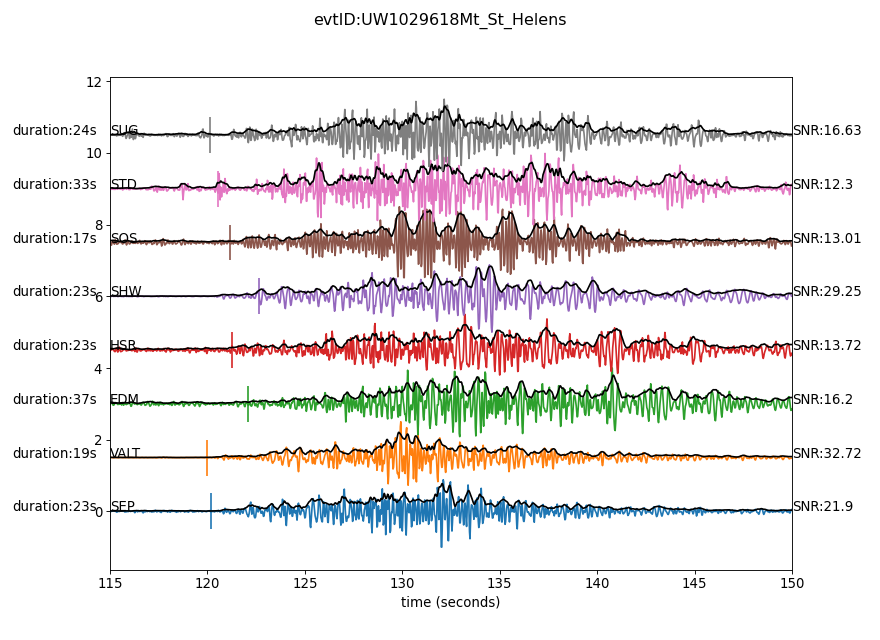 evtID:UW1029618Mt_St_Helens
12
duration:24s SUG SNR:16.63
10
duration:33s STD SNR:12.3
8
duration:17s SOS SNR:13.01
duration:23s SHW SNR:29.25
6
duration:23s HSR SNR:13.72
4
duration:37s EDM SNR:16.2
2
duration:19s VALT SNR:32.72
duration:23s SEP SNR:21.9
0
115 120 125 130 135 140 145 150
time (seconds)